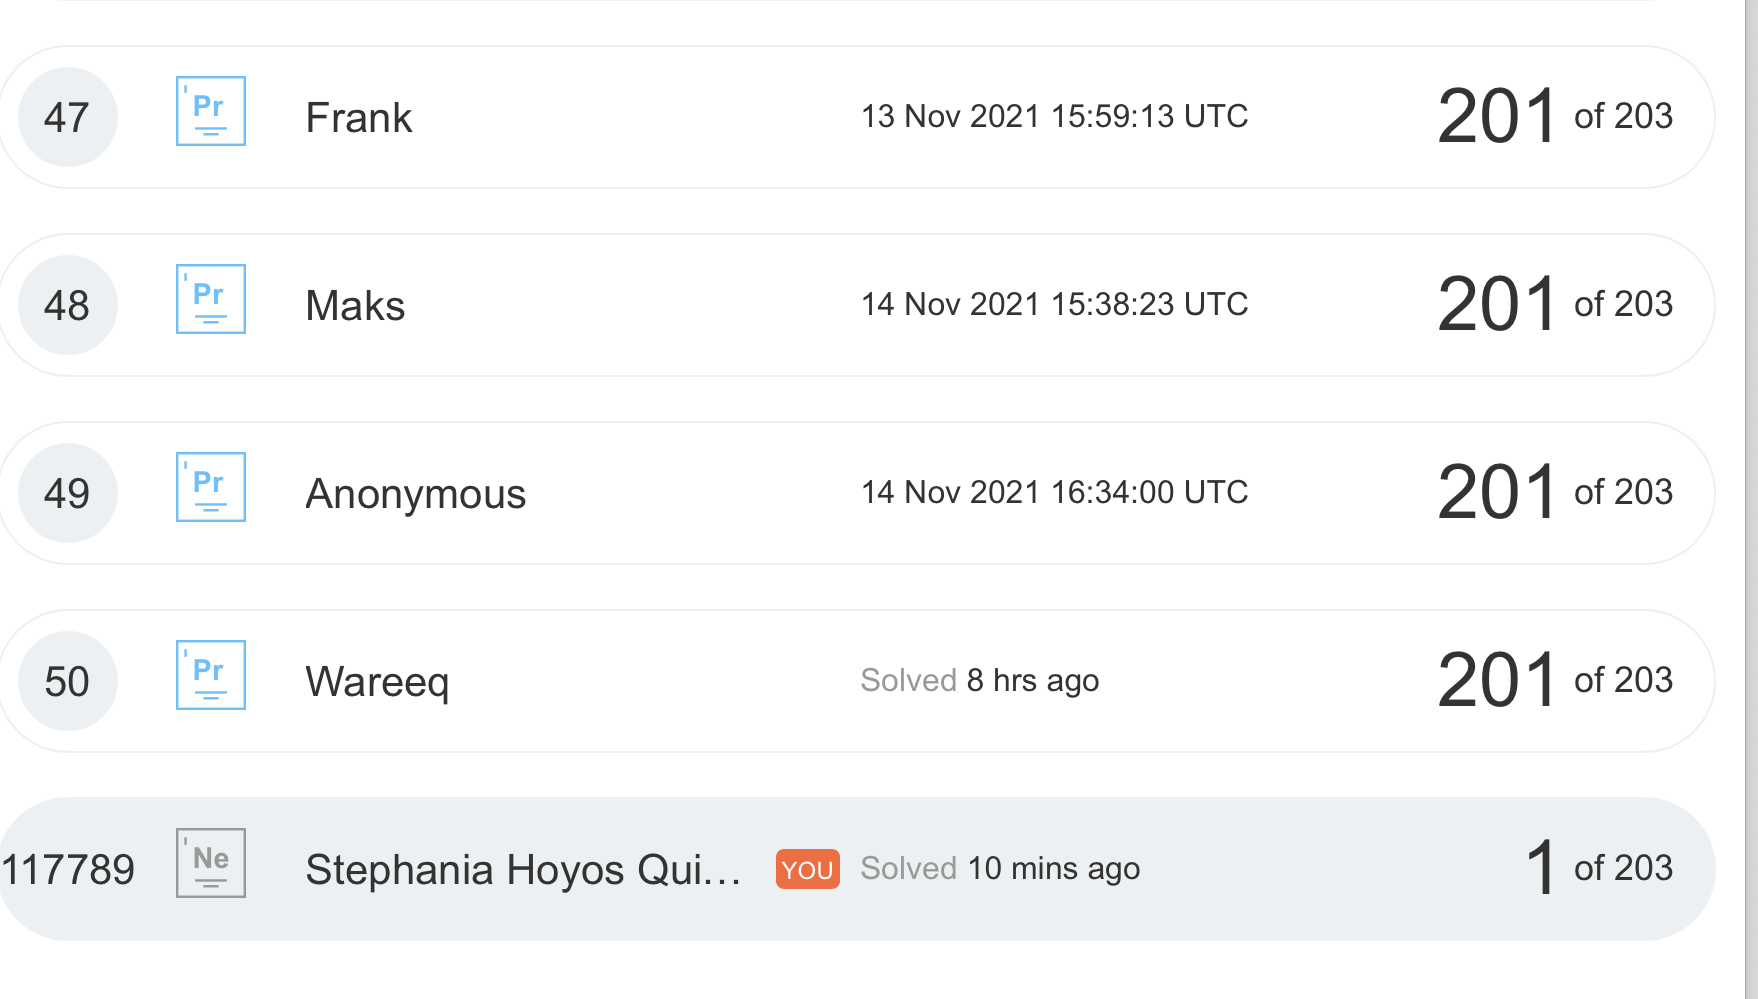 47 Pr Frank 13 Nov 2021 15:59:13 UTC 201 of 203
48 Pr Maks 14 Nov 2021 15:38:23 UTC 201 of 203
49 Pr Anonymous 14 Nov 2021 16:34:00 UTC 201 of 203
50 Pr Wareeq Solved 8 hrs ago 201 of 203
117789 Ne Stephania Hoyos Qui... YOU Solved 10 mins ago 1 of 203